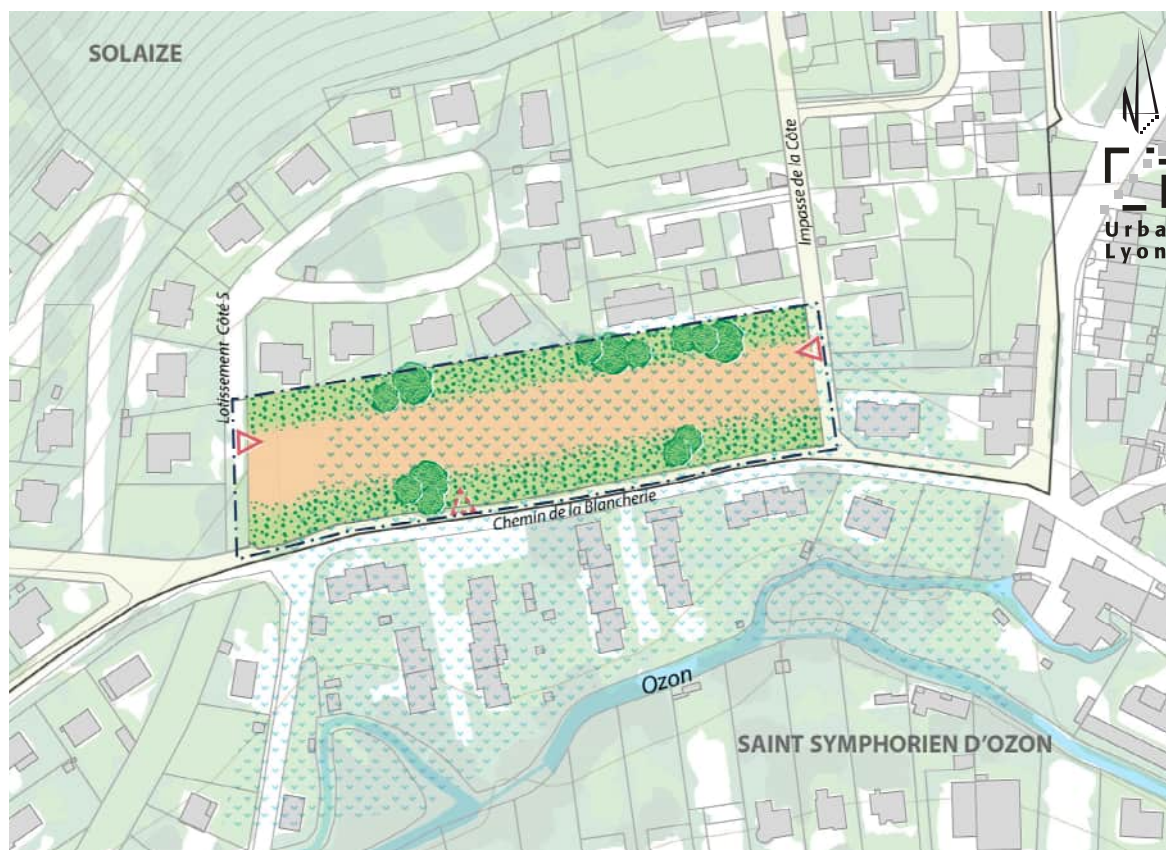 SOLAIZE
N
Impasse de la Côte
Urba
Lyon
Lotissement Côté S
Chemin de la Blancherie
Ozon
SAINT SYMPHORIEN D'OZON